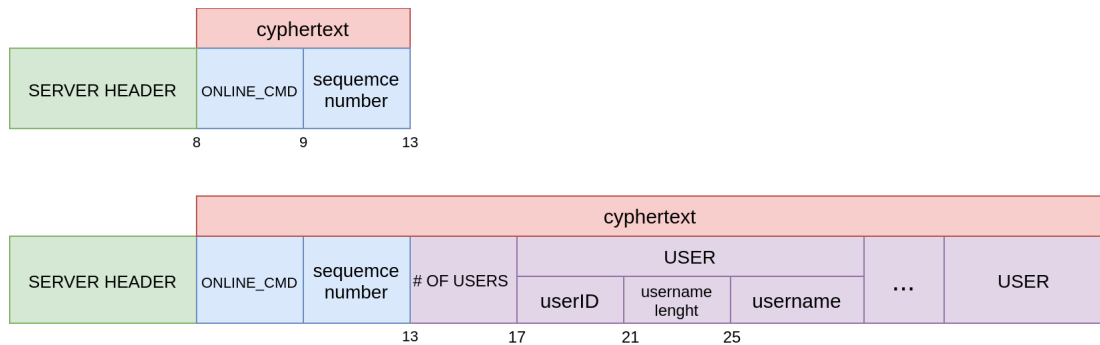 cyphertext
SERVER HEADER
ONLINE_CMD
sequemce
number
8
9
13
cyphertext
SERVER HEADER
ONLINE_CMD
sequemce
number
# OF USERS
USER
userID
username
lenght
username
...
USER
13
17
21
25